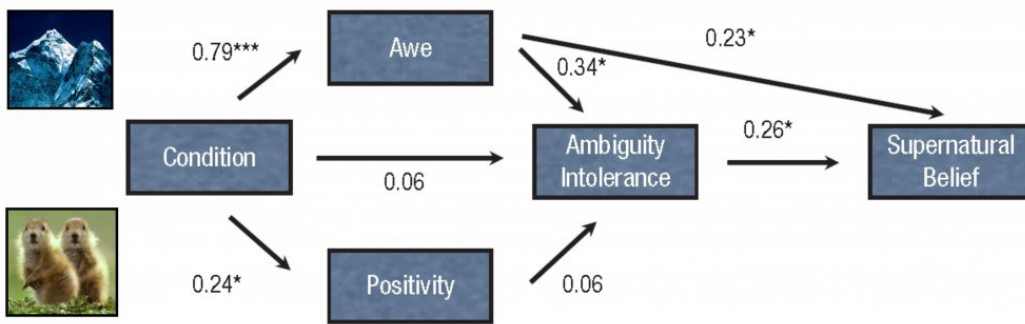 0.79***
Awe
0.23*
0.34*
Condition
0.06
Ambiguity
Intolerance
0.26*
Supernatural
Belief
0.24*
Positivity
0.06